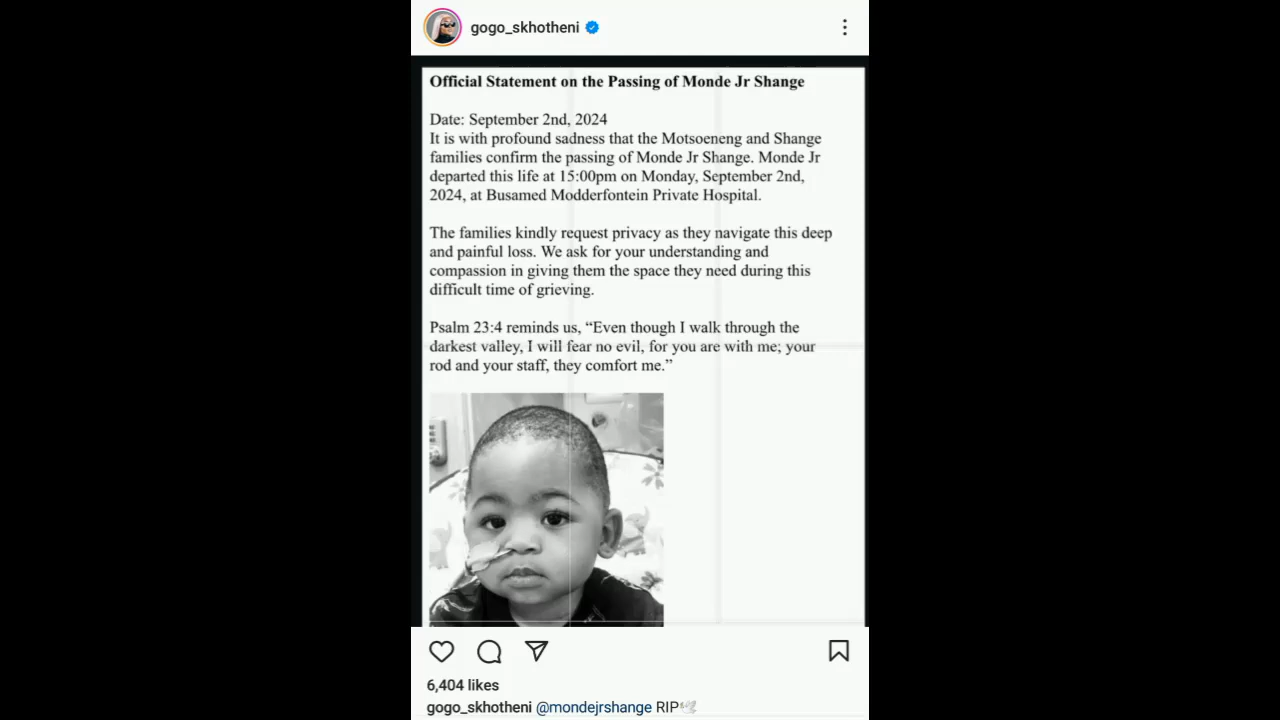 gogo_skhotheni
Official Statement on the Passing of Monde Jr Shange
Date: September 2nd, 2024
It is with profound sadness that the Motsoeneng and Shange
families confirm the passing of Monde Jr Shange. Monde Jr
departed this life at 15:00pm on Monday, September 2nd,
2024, at Busamed Modderfontein Private Hospital.
The families kindly request privacy as they navigate this deep
and painful loss. We ask for your understanding and
compassion in giving them the space they need during this
difficult time of grieving.
Psalm 23:4 reminds us, “Even though I walk through the
darkest valley, I will fear no evil, for you are with me; your
rod and your staff, they comfort me.”
6,404 likes
gogo_skhotheni @mondejrshange RIP🕊